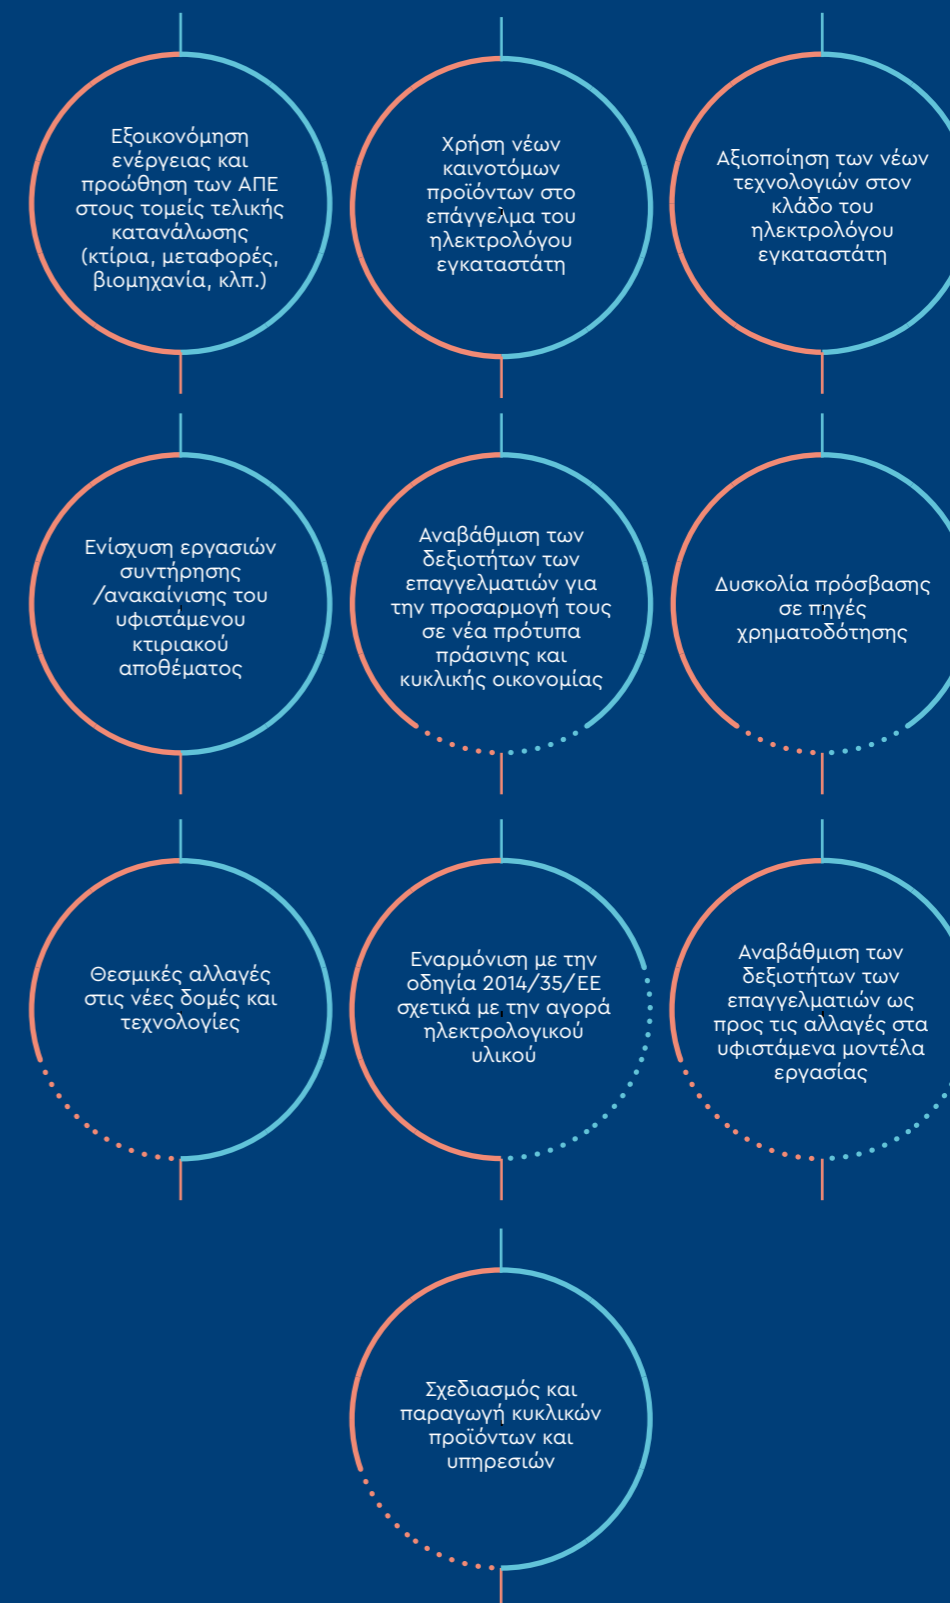 Εξοικονόμηση
ενέργειας και
προώθηση των ΑΠΕ
στους τομείς τελικής
κατανάλωσης
(κτίρια, μεταφορές,
βιομηχανία, κλπ.)
Χρήση νέων
καινοτόμων
προϊόντων στο
επάγγελμα του
ηλεκτρολόγου
εγκαταστάτη
Αξιοποίηση των νέων
τεχνολογιών στον
κλάδο του
ηλεκτρολόγου
εγκαταστάτη
Ενίσχυση εργασιών
συντήρησης
/ανακαίνισης του
υφιστάμενου
κτιριακού
αποθέματος
Αναβάθμιση των
δεξιοτήτων των
επαγγελματιών για
την προσαρμογή τους
σε νέα πρότυπα
πράσινης και
κυκλικής οικονομίας
Δυσκολία πρόσβασης
σε πηγές
χρηματοδότησης
Θεσμικές αλλαγές
στις νέες δομές και
τεχνολογίες
Εναρμόνιση με την
οδηγία 2014/35/ΕΕ
σχετικά με την αγορά
ηλεκτρολογικού
υλικού
Αναβάθμιση των
δεξιοτήτων των
επαγγελματιών ως
προς τις αλλαγές στα
υφιστάμενα μοντέλα
εργασίας
Σχεδιασμός και
παραγωγή κυκλικών
προϊόντων και
υπηρεσιών